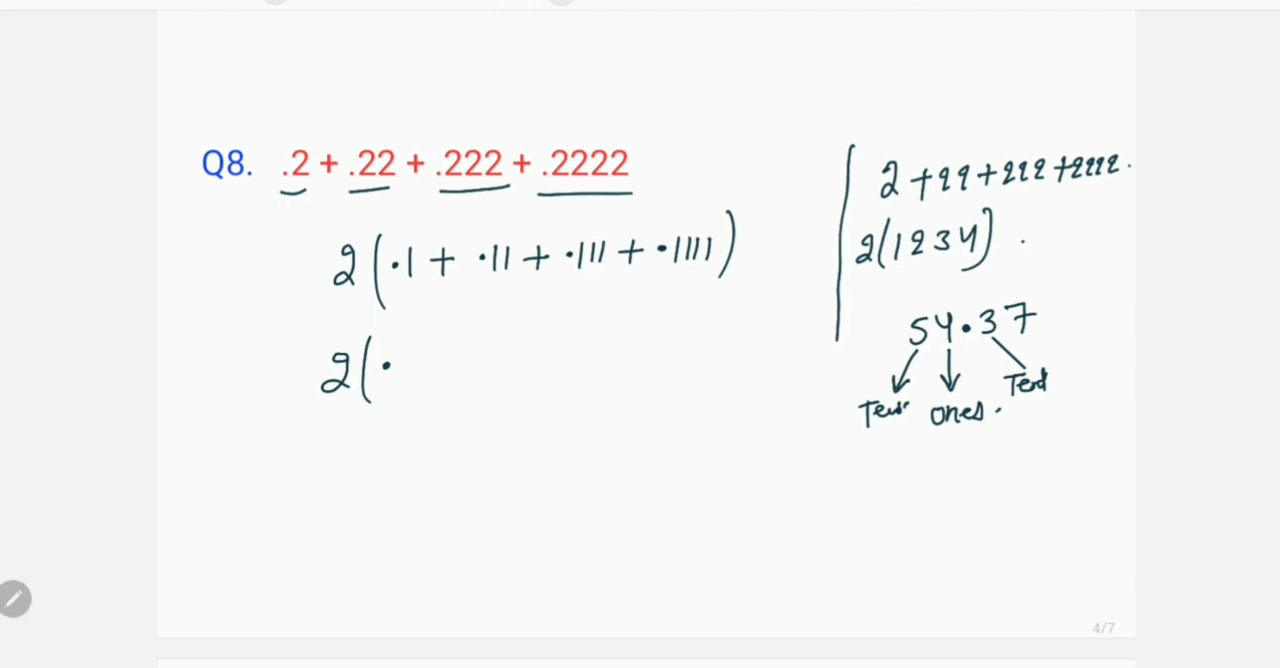 Q8. .2 + .22 + .222 + .2222
2(.1 + .11 + .111 + .1111)
2(.
2+22+222+2222.
2(1234).
54.37
Tens ones. Tent
4/7